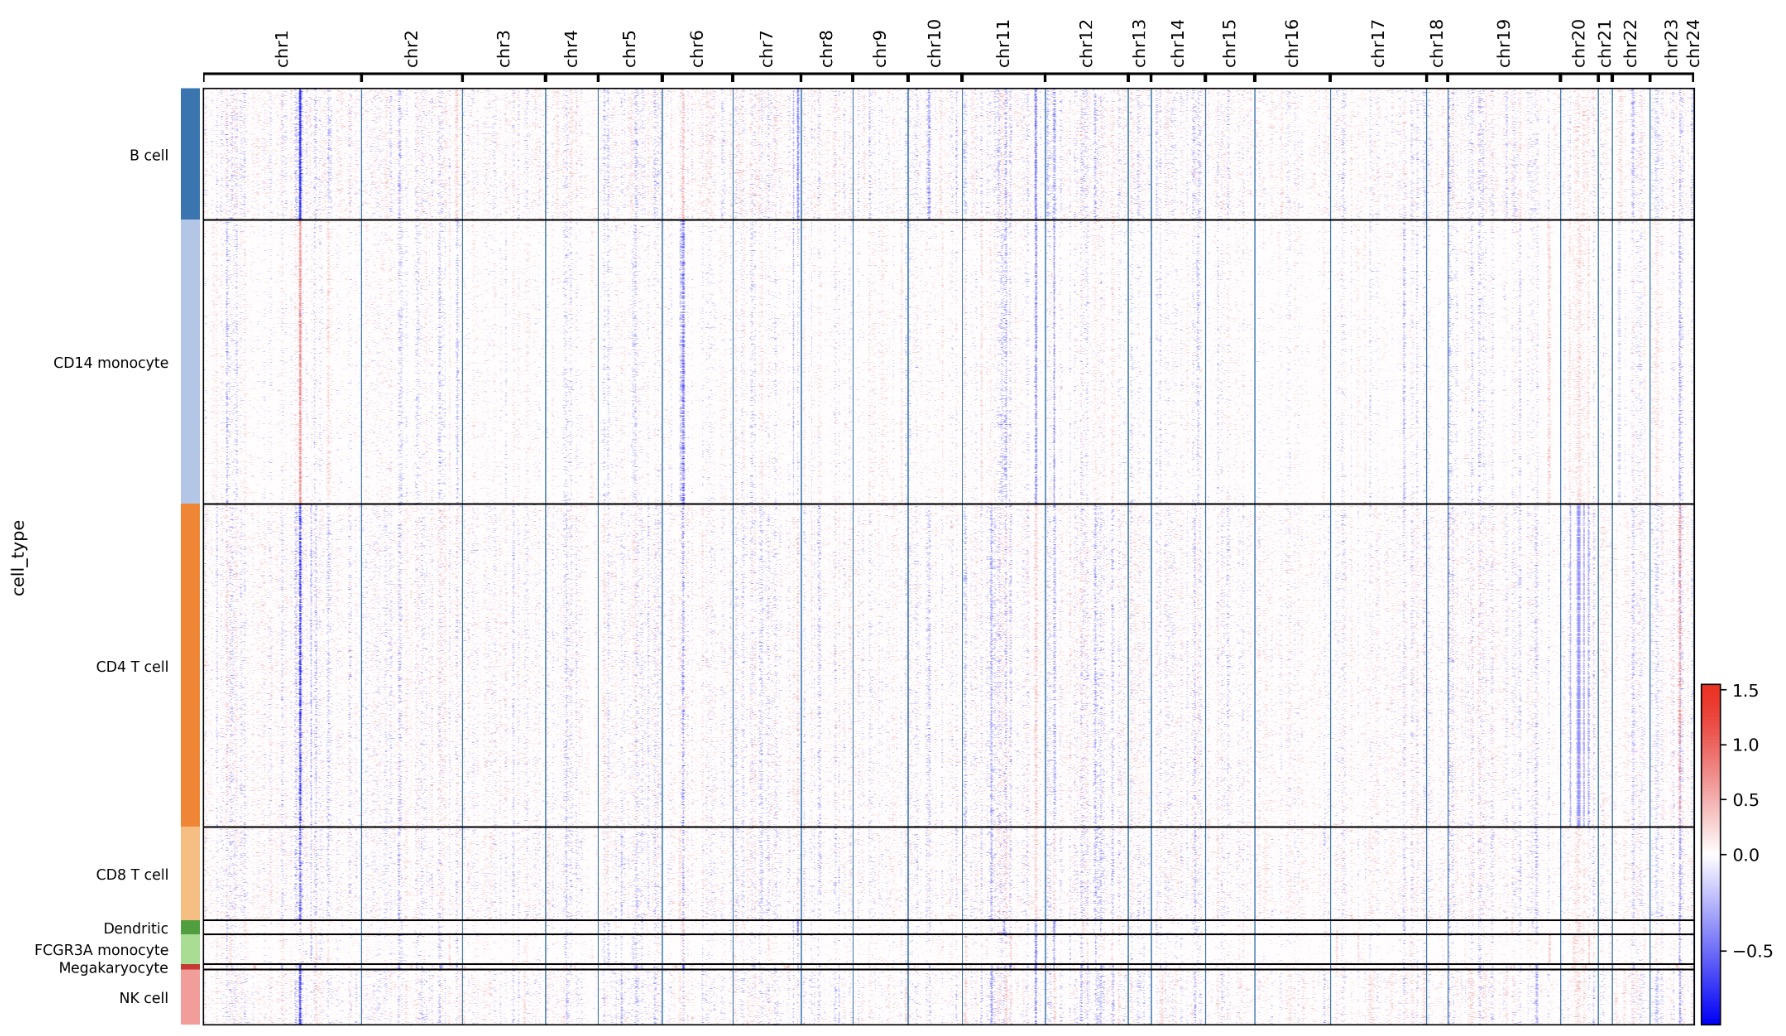 chr1
chr2
chr3
chr4
chr5
chr6
chr7
chr8
chr9
chr10
chr11
chr12
chr13
chr14
chr15
chr16
chr17
chr18
chr19
chr20
chr21
chr22
chr23
chr24
cell_type
B cell
CD14 monocyte
CD4 T cell
CD8 T cell
Dendritic
FCGR3A monocyte
Megakaryocyte
NK cell
1.5
1.0
0.5
0.0
−0.5